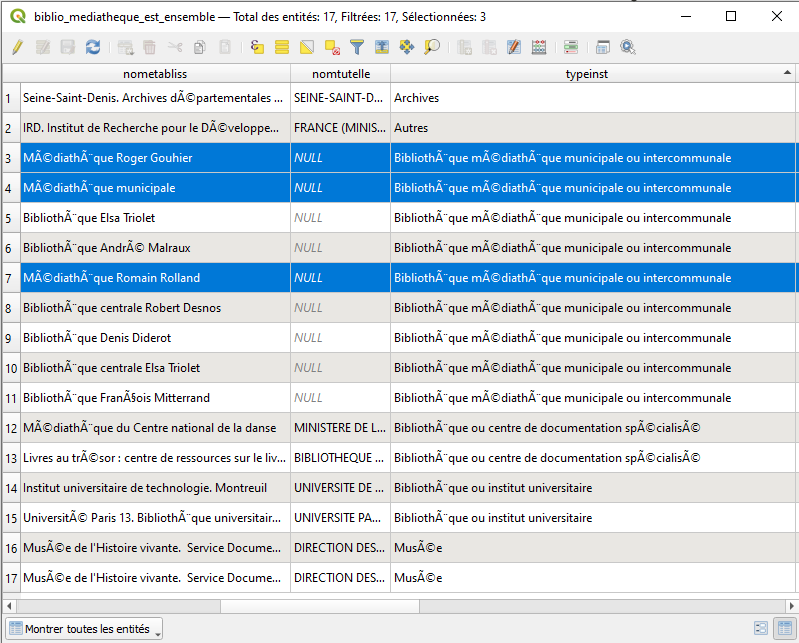 biblio_mediatheque_est_ensemble — Total des entités: 17, Filtrées: 17, Sélectionnées: 3
nometabliss nomtutelle typeinst
1 Seine-Saint-Denis. Archives dÃ©partementales ... SEINE-SAINT-D... Archives
2 IRD. Institut de Recherche pour le DÃ©veloppe... FRANCE (MINIS... Autres
3 MÃ©diathÃ¨que Roger Gouhier NULL BibliothÃ¨que mÃ©diathÃ¨que municipale ou intercommunale
4 MÃ©diathÃ¨que municipale NULL BibliothÃ¨que mÃ©diathÃ¨que municipale ou intercommunale
5 BibliothÃ¨que Elsa Triolet NULL BibliothÃ¨que mÃ©diathÃ¨que municipale ou intercommunale
6 BibliothÃ¨que AndrÃ© Malraux NULL BibliothÃ¨que mÃ©diathÃ¨que municipale ou intercommunale
7 MÃ©diathÃ¨que Romain Rolland NULL BibliothÃ¨que mÃ©diathÃ¨que municipale ou intercommunale
8 BibliothÃ¨que centrale Robert Desnos NULL BibliothÃ¨que mÃ©diathÃ¨que municipale ou intercommunale
9 BibliothÃ¨que Denis Diderot NULL BibliothÃ¨que mÃ©diathÃ¨que municipale ou intercommunale
10 BibliothÃ¨que centrale Elsa Triolet NULL BibliothÃ¨que mÃ©diathÃ¨que municipale ou intercommunale
11 BibliothÃ¨que FranÃ§ois Mitterrand NULL BibliothÃ¨que mÃ©diathÃ¨que municipale ou intercommunale
12 MÃ©diathÃ¨que du Centre national de la danse MINISTERE DE L... BibliothÃ¨que ou centre de documentation spÃ©cialisÃ©
13 Livres au trÃ©sor : centre de ressources sur le liv... BIBLIOTHEQUE ... BibliothÃ¨que ou centre de documentation spÃ©cialisÃ©
14 Institut universitaire de technologie. Montreuil UNIVERSITE DE ... BibliothÃ¨que ou institut universitaire
15 UniversitÃ© Paris 13. BibliothÃ¨que universitair... UNIVERSITE PA... BibliothÃ¨que ou institut universitaire
16 MusÃ©e de l'Histoire vivante.  Service Docume... DIRECTION DES... MusÃ©e
17 MusÃ©e de l'Histoire vivante.  Service Docume... DIRECTION DES... MusÃ©e
Montrer toutes les entités